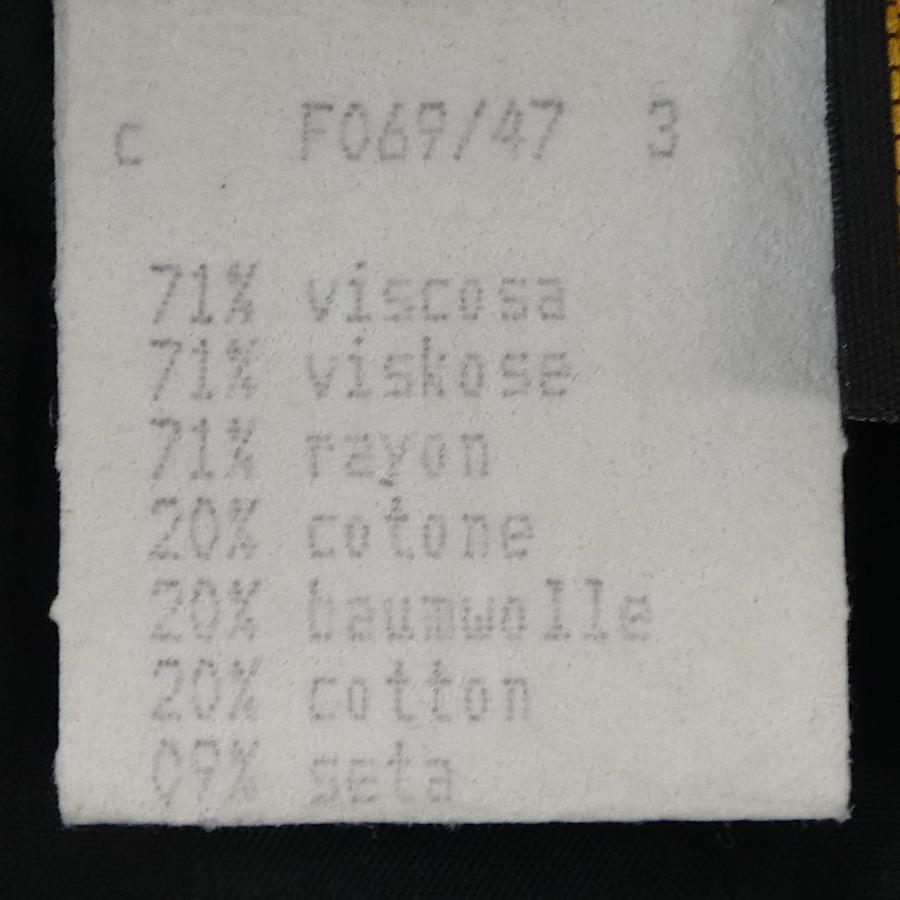 c F069/47 3
71% viscosa
71% viskose
71% rayon
20% cotone
20% baumwolle
20% cotton
09% seta